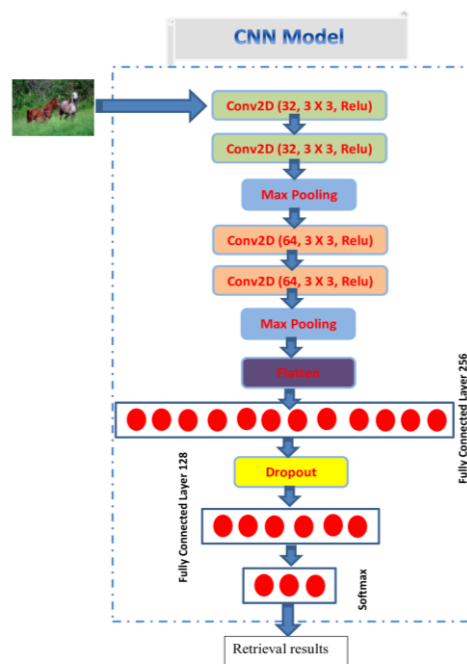 CNN Model
Conv2D (32, 3 X 3, Relu)
Conv2D (32, 3 X 3, Relu)
Max Pooling
Conv2D (64, 3 X 3, Relu)
Conv2D (64, 3 X 3, Relu)
Max Pooling
Flatten
Fully Connected Layer 256
Dropout
Fully Connected Layer 128
Softmax
Retrieval results